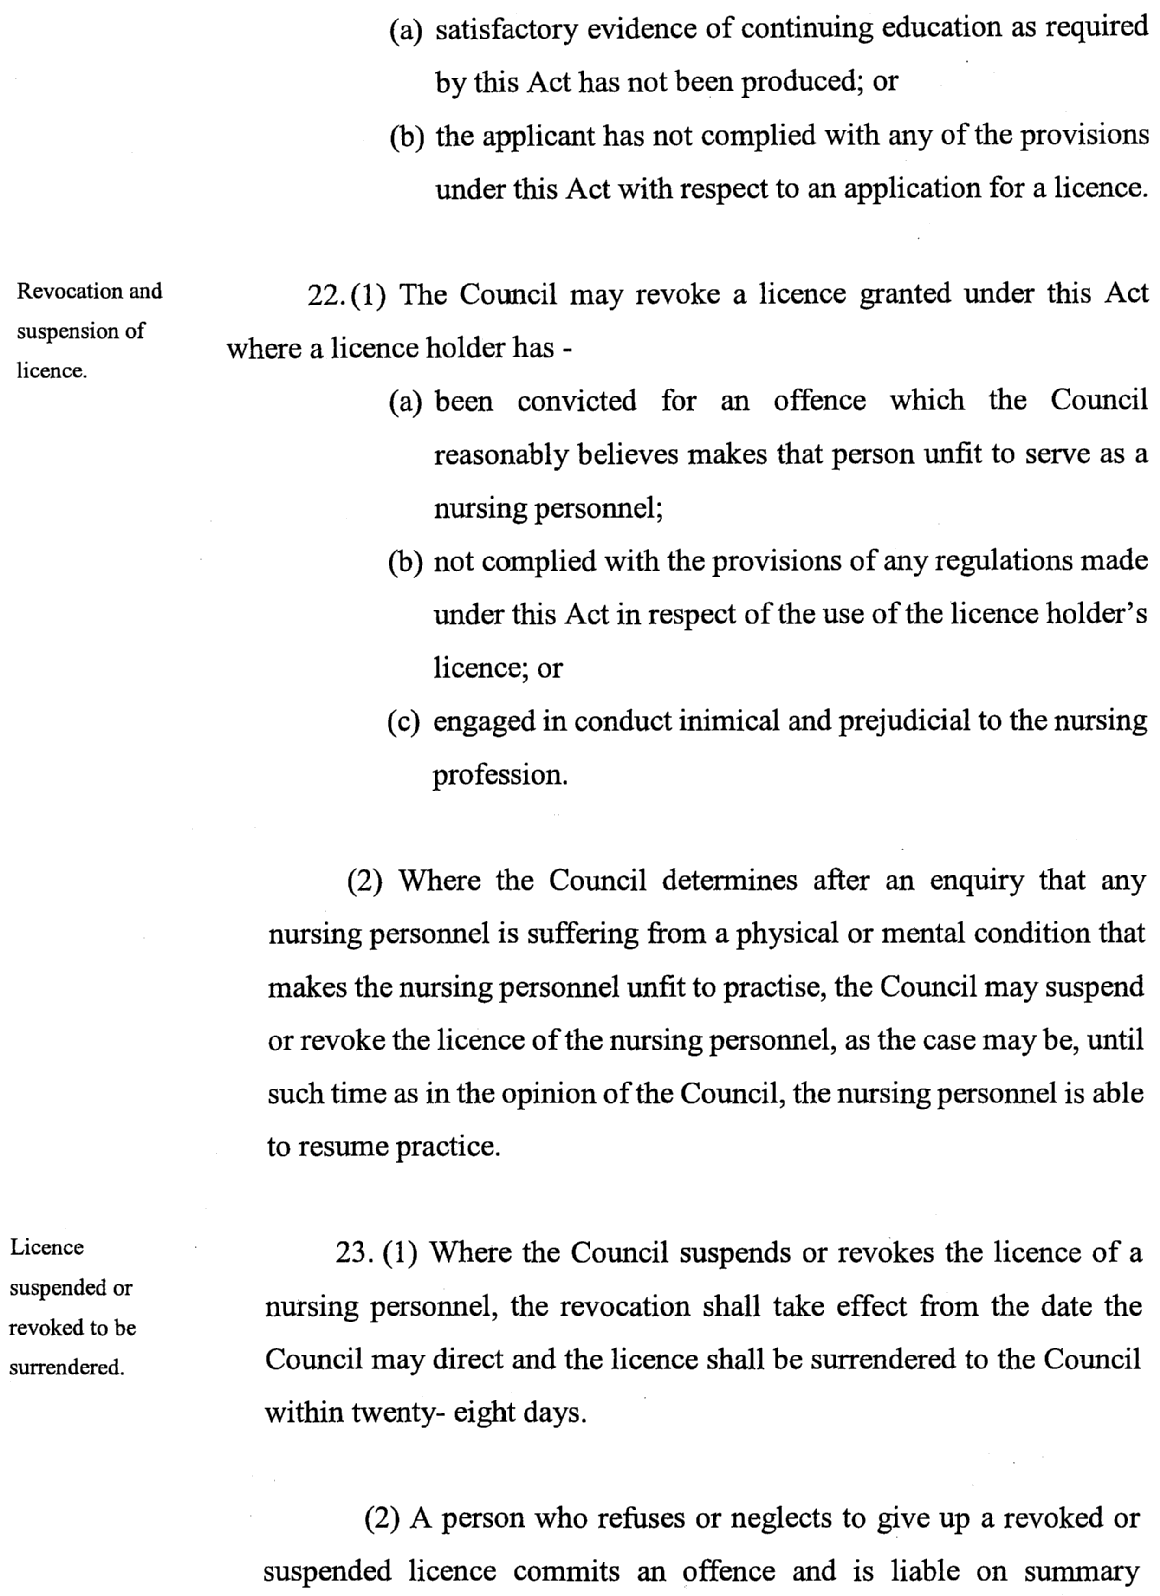 (a) satisfactory evidence of continuing education as required
by this Act has not been produced; or
(b) the applicant has not complied with any of the provisions
under this Act with respect to an application for a licence.
Revocation and
suspension of
licence.
22.(1) The Council may revoke a licence granted under this Act
where a licence holder has -
(a) been convicted for an offence which the Council
reasonably believes makes that person unfit to serve as a
nursing personnel;
(b) not complied with the provisions of any regulations made
under this Act in respect of the use of the licence holder's
licence; or
(c) engaged in conduct inimical and prejudicial to the nursing
profession.
(2) Where the Council determines after an enquiry that any
nursing personnel is suffering from a physical or mental condition that
makes the nursing personnel unfit to practise, the Council may suspend
or revoke the licence of the nursing personnel, as the case may be, until
such time as in the opinion of the Council, the nursing personnel is able
to resume practice.
Licence
suspended or
revoked to be
surrendered.
23. (1) Where the Council suspends or revokes the licence of a
nursing personnel, the revocation shall take effect from the date the
Council may direct and the licence shall be surrendered to the Council
within twenty- eight days.
(2) A person who refuses or neglects to give up a revoked or
suspended licence commits an offence and is liable on summary